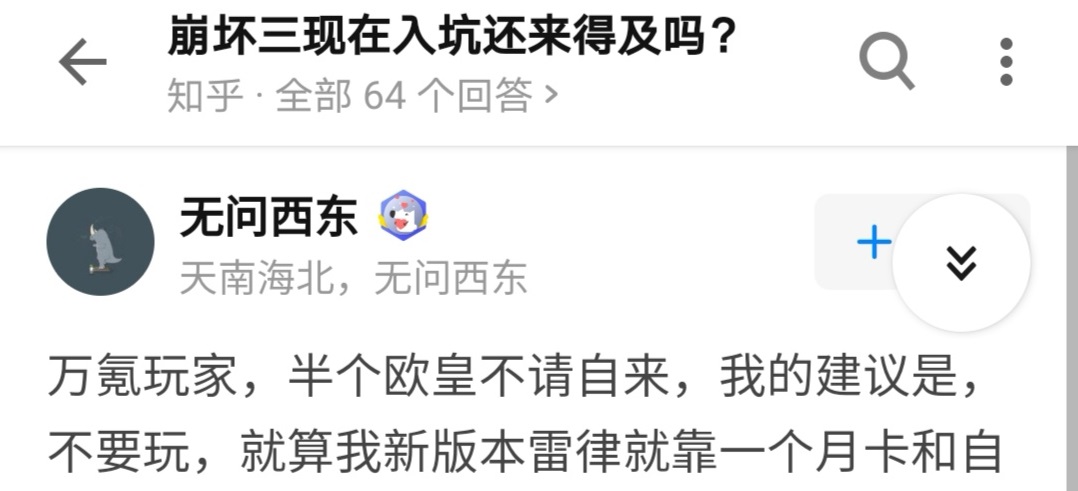 崩坏三现在入坑还来得及吗？
知乎 · 全部 64 个回答 >
无问西东
天南海北，无问西东
万氪玩家，半个欧皇不请自来，我的建议是，
不要玩，就算我新版本雷律就靠一个月卡和自